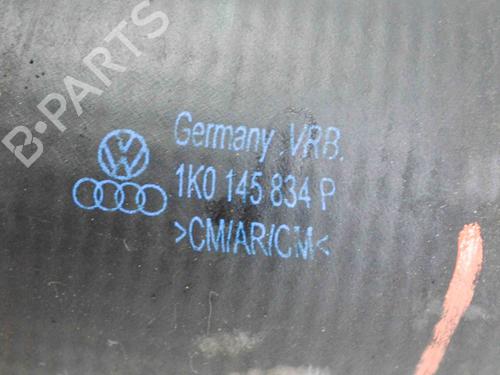 B-PARTS
Germany VRB.
1K0 145 834 P
>CM/AR/CM<